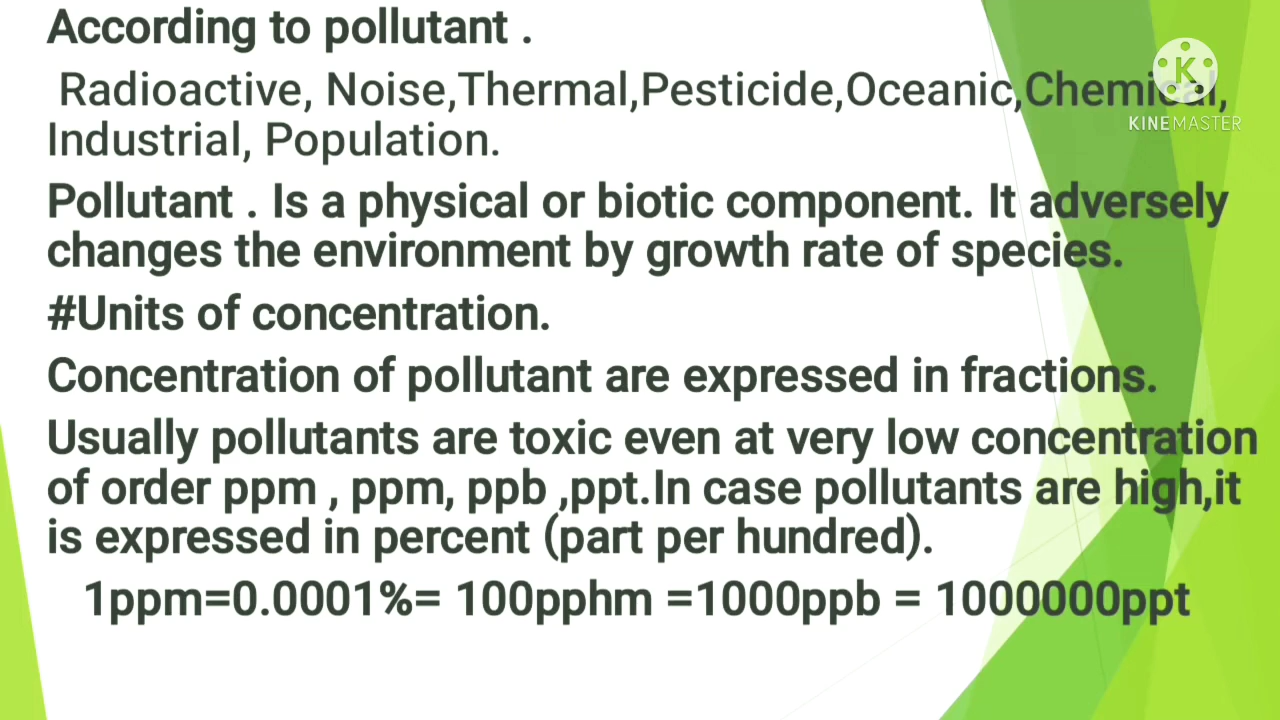 According to pollutant .
Radioactive, Noise,Thermal,Pesticide,Oceanic,Chemical,
Industrial, Population.
Pollutant . Is a physical or biotic component. It adversely
changes the environment by growth rate of species.
#Units of concentration.
Concentration of pollutant are expressed in fractions.
Usually pollutants are toxic even at very low concentration
of order ppm , ppm, ppb ,ppt.In case pollutants are high,it
is expressed in percent (part per hundred).
1ppm=0.0001%= 100pphm =1000ppb = 1000000ppt
K
KINEMASTER